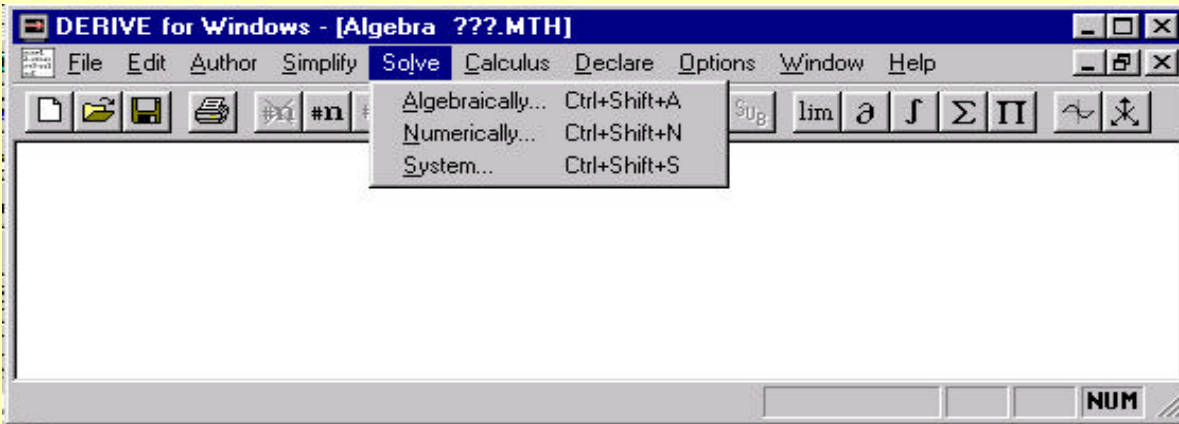 DERIVE for Windows - [Algebra ???.MTH]
File Edit Author Simplify Solve Calculus Declare Options Window Help
#n #n SUB lim ∂ ∫ Σ Π
Algebraically... Ctrl+Shift+A
Numerically... Ctrl+Shift+N
System... Ctrl+Shift+S
NUM